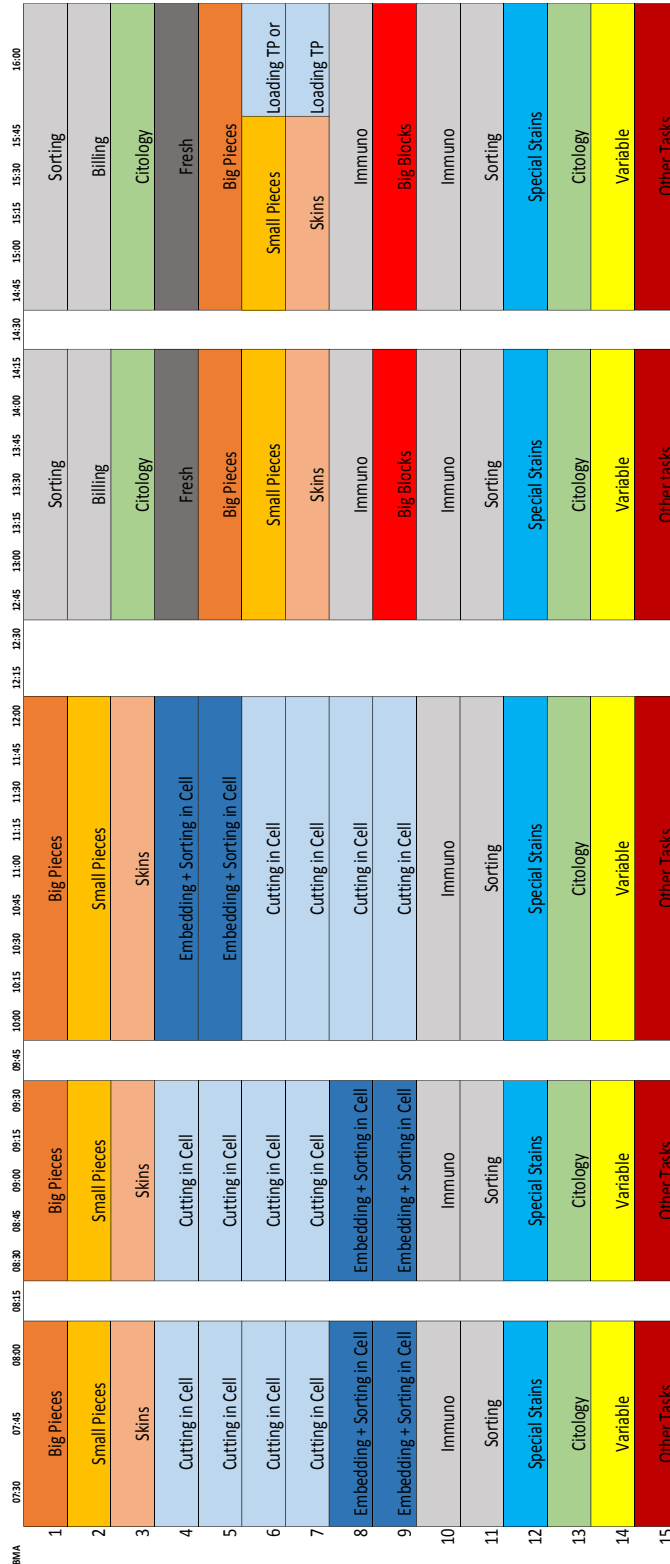 BMA 07:30 07:45 08:00 08:15 08:30 08:45 09:00 09:15 09:30 09:45 10:00 10:15 10:30 10:45 11:00 11:15 11:30 11:45 12:00 12:15 12:30 12:45 13:00 13:15 13:30 13:45 14:00 14:15 14:30 14:45 15:00 15:15 15:30 15:45 16:00
1 Big Pieces Big Pieces Big Pieces Sorting Sorting
2 Small Pieces Small Pieces Small Pieces Billing Billing
3 Skins Skins Skins Citology Citology
4 Cutting in Cell Cutting in Cell Embedding + Sorting in Cell Fresh Fresh
5 Cutting in Cell Cutting in Cell Embedding + Sorting in Cell Big Pieces Big Pieces
6 Cutting in Cell Cutting in Cell Cutting in Cell Small Pieces Small Pieces Loading TP or
7 Cutting in Cell Cutting in Cell Cutting in Cell Skins Skins Loading TP
8 Embedding + Sorting in Cell Embedding + Sorting in Cell Cutting in Cell Immuno Immuno
9 Embedding + Sorting in Cell Embedding + Sorting in Cell Cutting in Cell Big Blocks Big Blocks
10 Immuno Immuno Immuno Immuno Immuno
11 Sorting Sorting Sorting Sorting Sorting
12 Special Stains Special Stains Special Stains Special Stains Special Stains
13 Citology Citology Citology Citology Citology
14 Variable Variable Variable Variable Variable
15 Other Tasks Other Tasks Other Tasks Other tasks Other Tasks